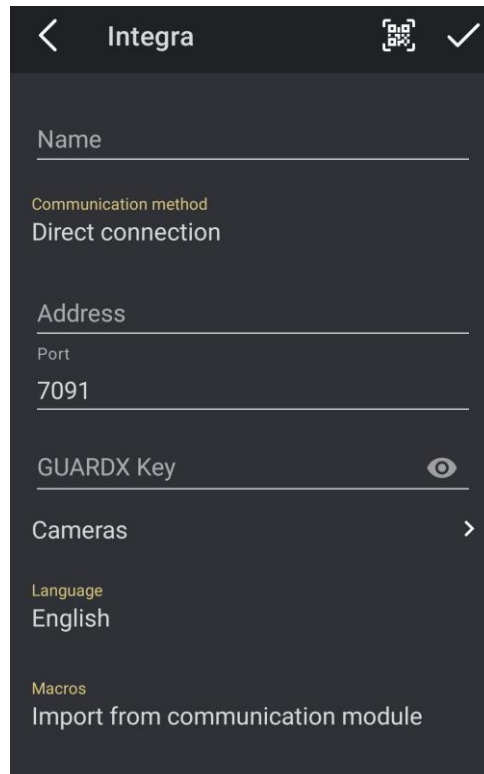 Integra
Name
Communication method
Direct connection
Address
Port
7091
GUARDX Key
Cameras
Language
English
Macros
Import from communication module